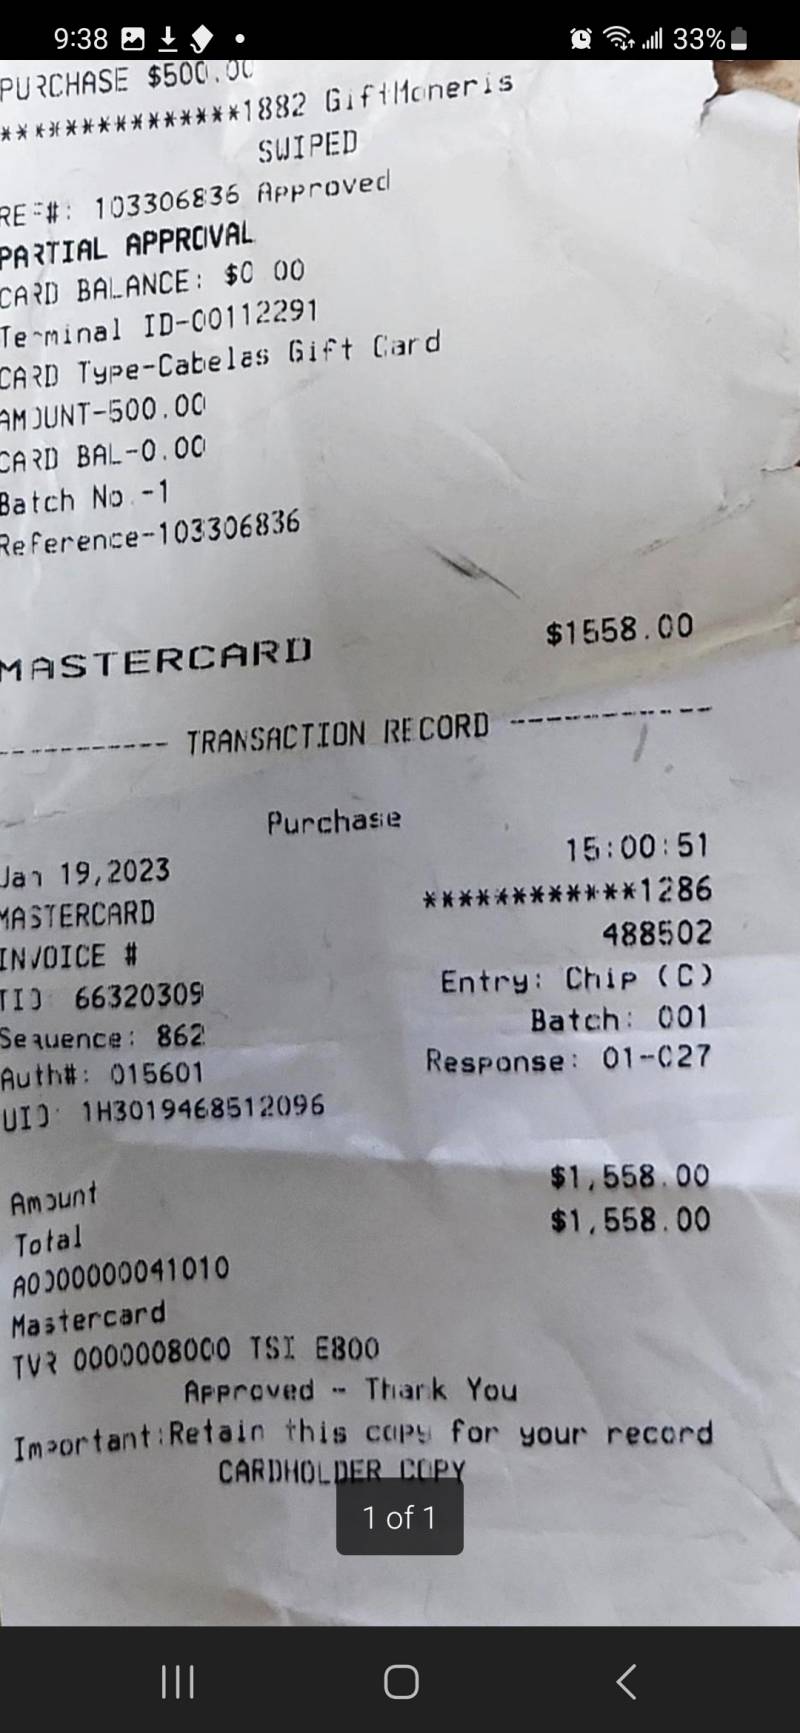 9:38 33%
PURCHASE $500.00
***************1882 GiftMoneris
SWIPED
REF#: 103306836 Approved
PARTIAL APPROVAL
CARD BALANCE: $0 00
Terminal ID-00112291
CARD Type-Cabelas Gift Card
AMOUNT-500.00
CARD BAL-0.00
Batch No.-1
Reference-103306836
MASTERCARD $1558.00
----------- TRANSACTION RECORD ------------
Purchase
Jan 19,2023 15:00:51
MASTERCARD ************1286
INVOICE # 488502
TID 66320309 Entry: Chip (C)
Sequence: 862 Batch: 001
Auth#: 015601 Response: 01-027
UID: 1H3019468512096
Amount $1,558.00
Total $1,558.00
A0000000041010
Mastercard
TVR 0000008000 TSI E800
Approved - Thank You
Important:Retain this copy for your record
CARDHOLDER COPY
1 of 1